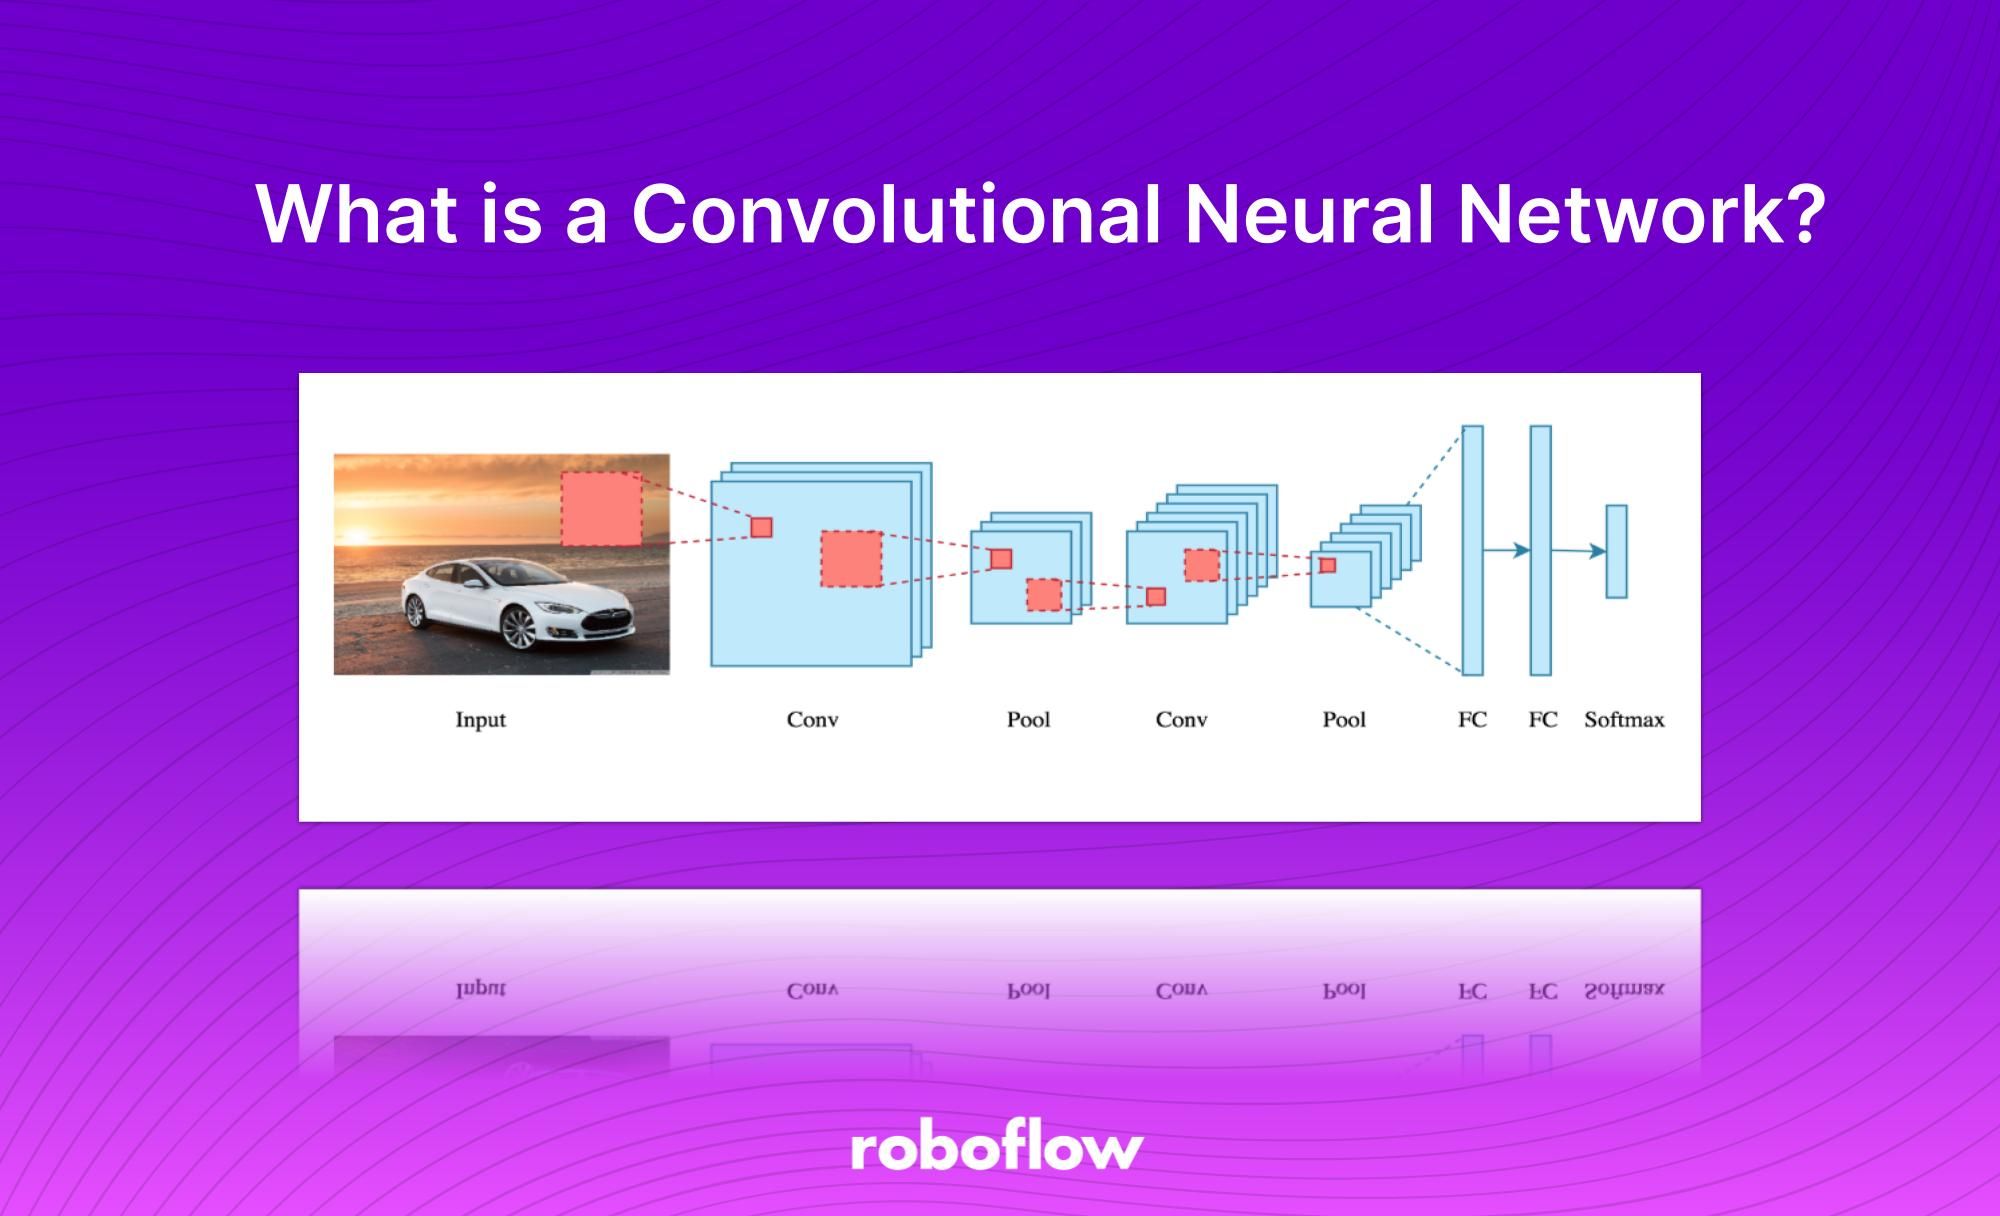 What is a Convolutional Neural Network?
Input Conv Pool Conv Pool FC FC Softmax
Input Conv Pool Conv Pool FC FC Softmax
roboflow